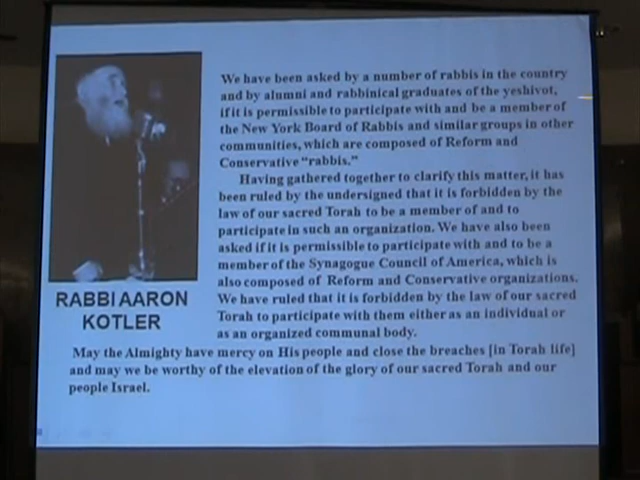 We have been asked by a number of rabbis in the country
and by alumni and rabbinical graduates of the yeshivot,
if it is permissible to participate with and be a member of
the New York Board of Rabbis and similar groups in other
communities, which are composed of Reform and
Conservative “rabbis.”
Having gathered together to clarify this matter, it has
been ruled by the undersigned that it is forbidden by the
law of our sacred Torah to be a member of and to
participate in such an organization. We have also been
asked if it is permissible to participate with and to be a
member of the Synagogue Council of America, which is
also composed of Reform and Conservative organizations.
We have ruled that it is forbidden by the law of our sacred
Torah to participate with them either as an individual or
as an organized communal body.
RABBI AARON
KOTLER
May the Almighty have mercy on His people and close the breaches [in Torah life]
and may we be worthy of the elevation of the glory of our sacred Torah and our
people Israel.